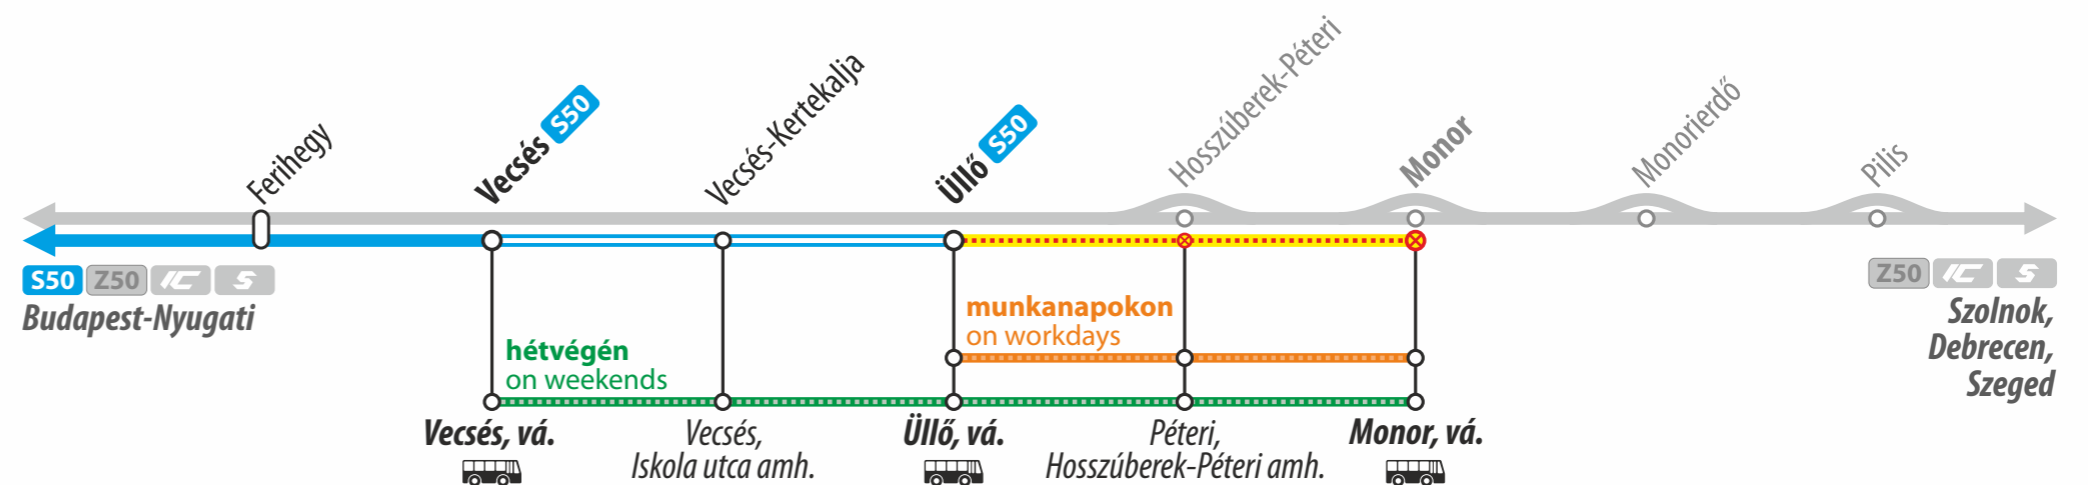 Ferihegy
Vecsés S50
Vecsés-Kertekalja
Üllő S50
Hosszúberek-Péteri
Monor
Monorierdő
Pilis
S50 Z50 IC S
Budapest-Nyugati
Z50 IC S
Szolnok,
Debrecen,
Szeged
munkanapokon
on workdays
hétvégén
on weekends
Vecsés, vá.
Vecsés,
Iskola utca amh.
Üllő, vá.
Péteri,
Hosszúberek-Péteri amh.
Monor, vá.